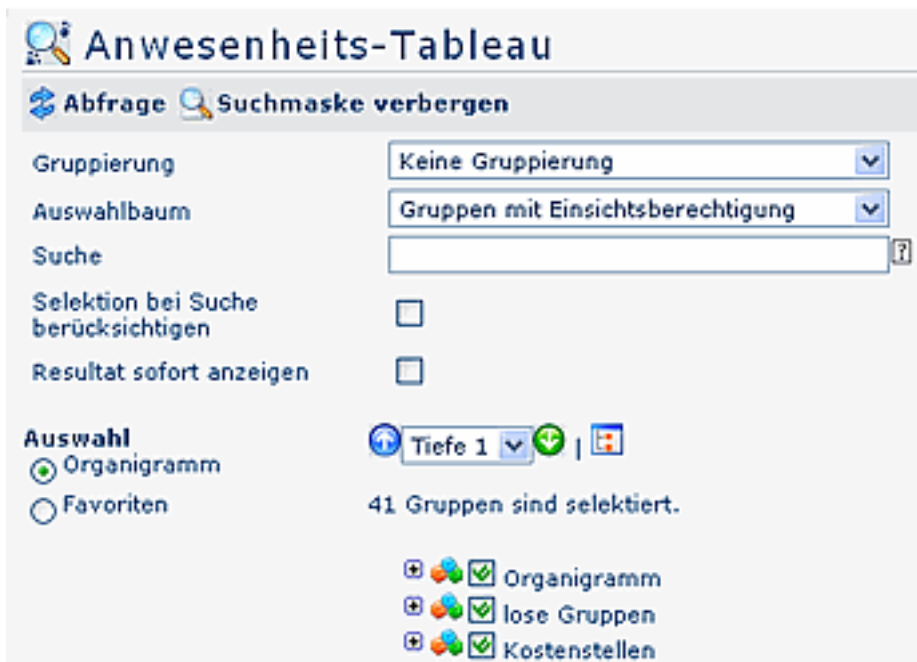 Anwesenheits-Tableau
Abfrage Suchmaske verbergen
Gruppierung Keine Gruppierung
Auswahlbaum Gruppen mit Einsichtsberechtigung
Suche ?
Selektion bei Suche
berücksichtigen
Resultat sofort anzeigen
Auswahl Tiefe 1 |
Organigramm
Favoriten 41 Gruppen sind selektiert.
Organigramm
lose Gruppen
Kostenstellen